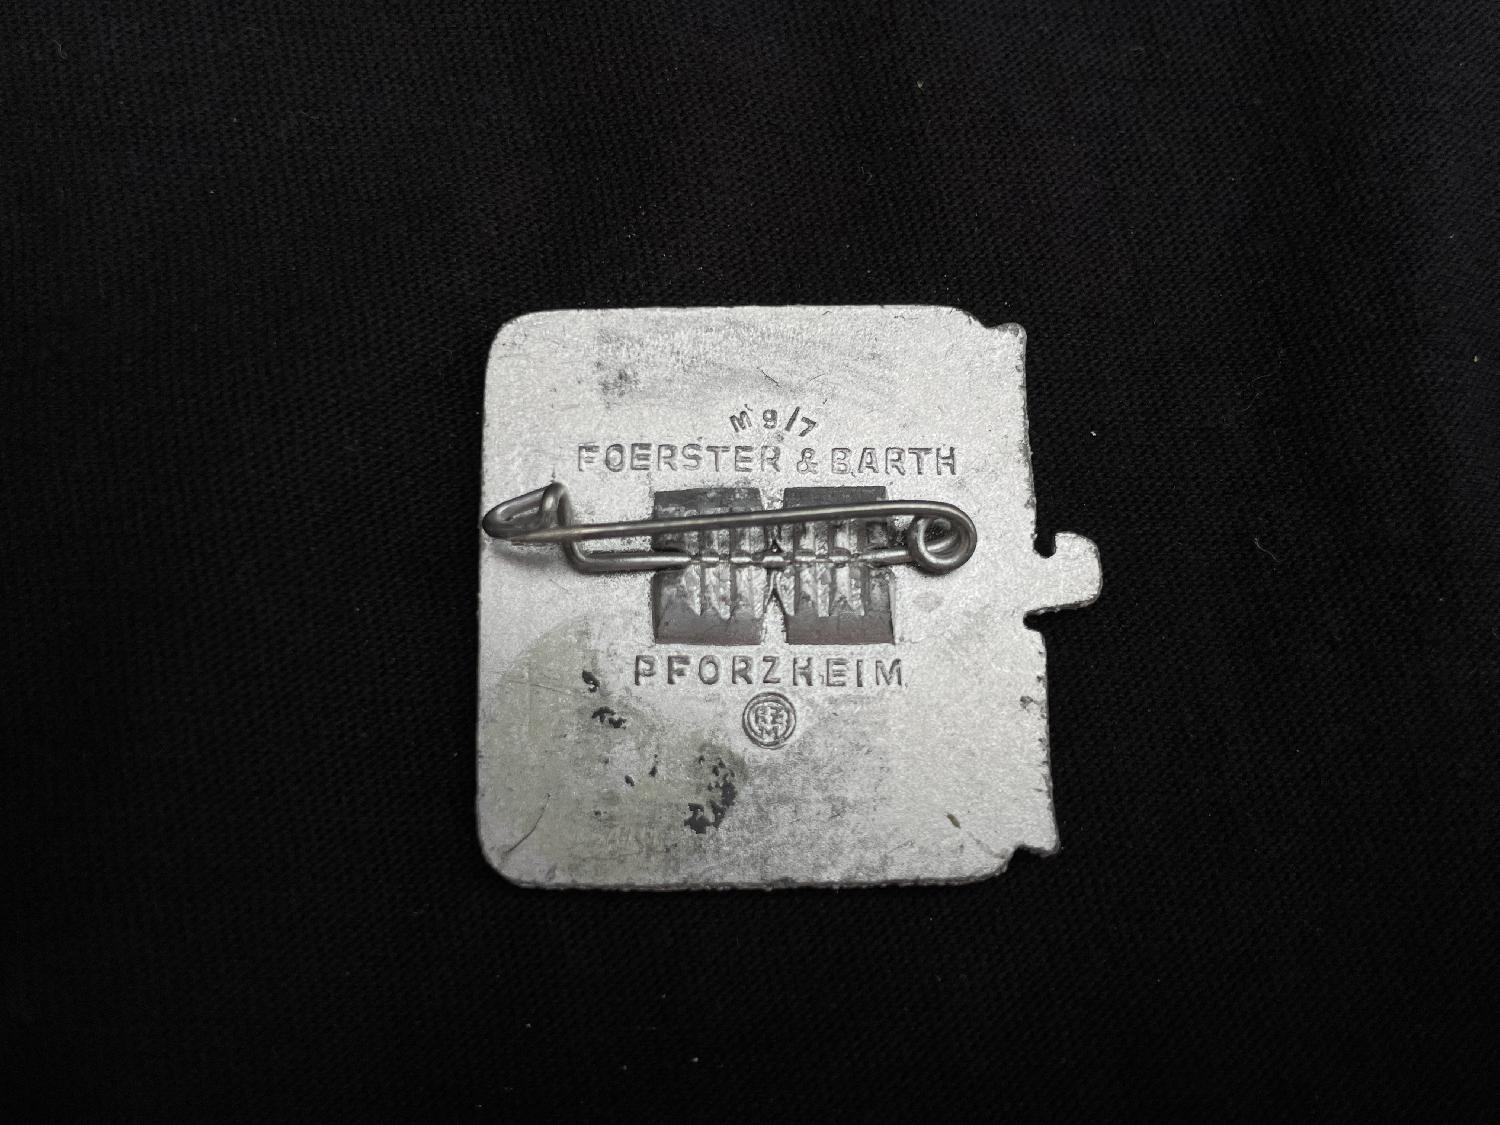 M 9/7
FOERSTER & BARTH
PFORZHEIM
RZM